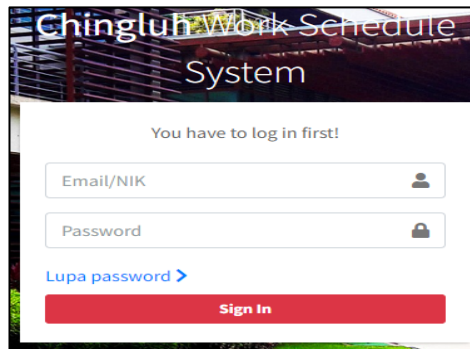 Chingluh Work Schedule
System
You have to log in first!
Email/NIK
Password
Lupa password
Sign In